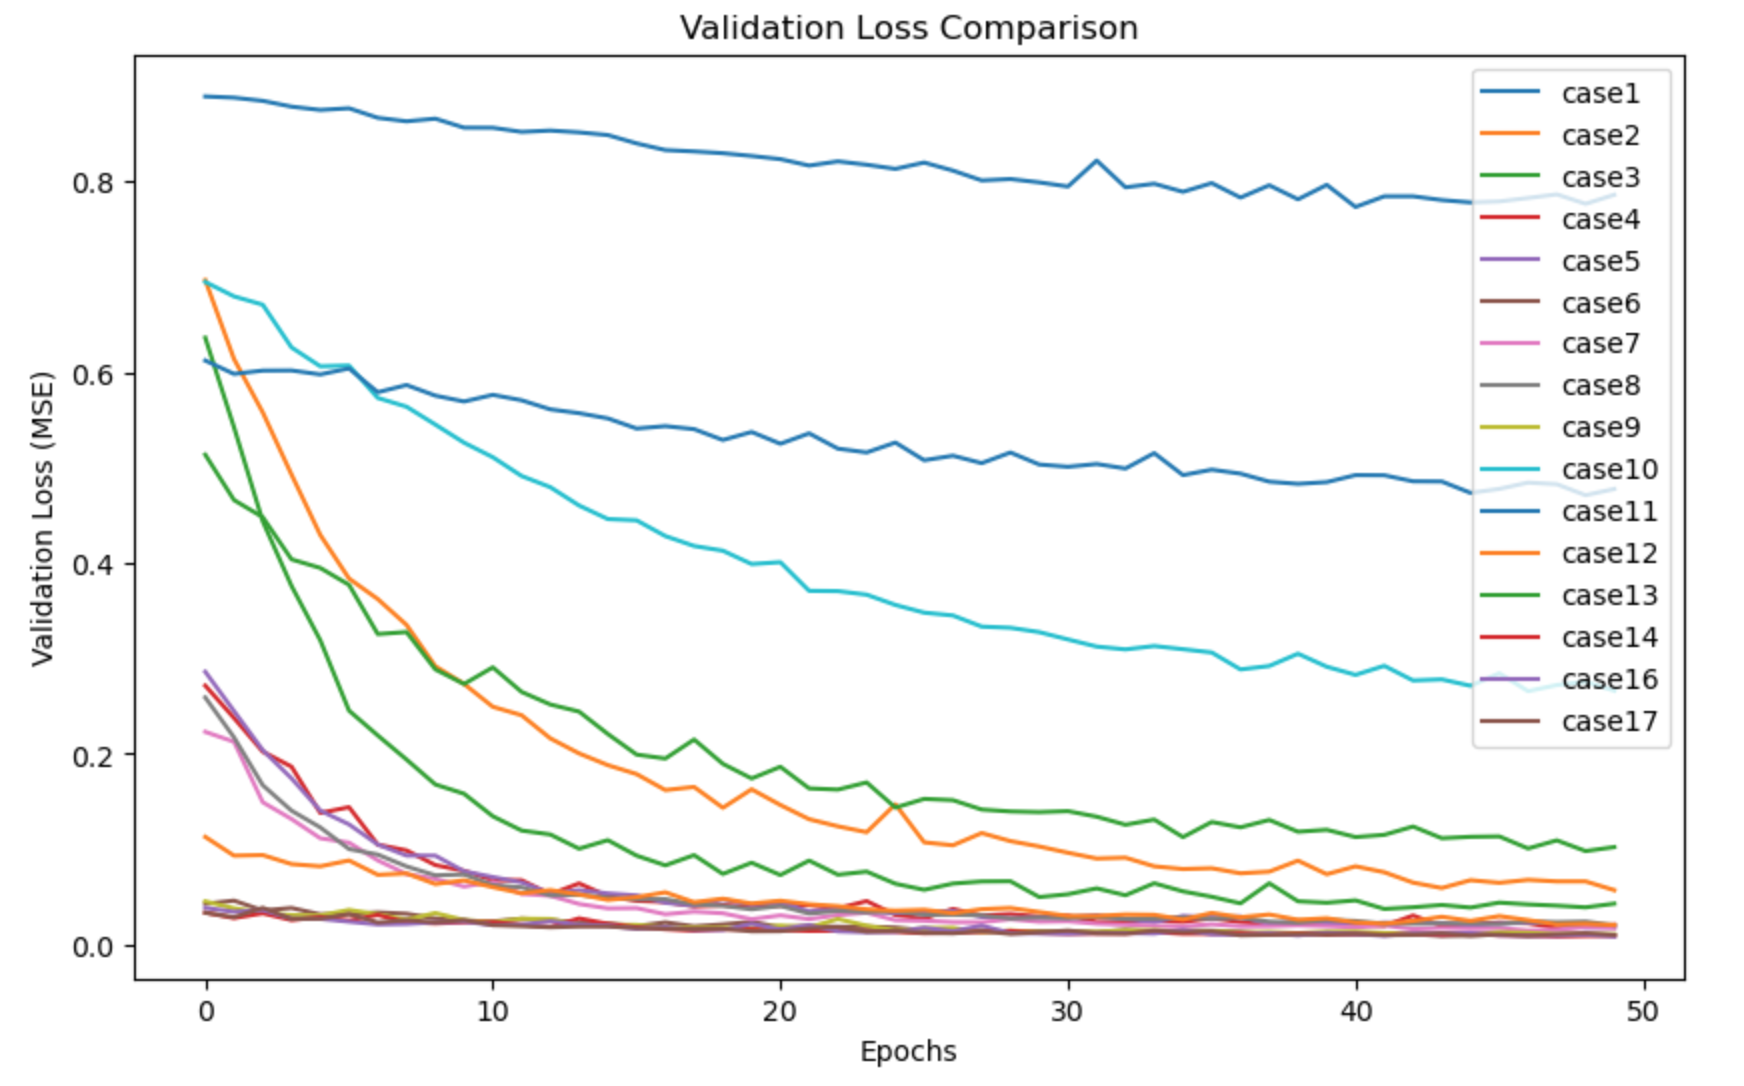 Validation Loss Comparison
Validation Loss (MSE)
0.8
0.6
0.4
0.2
0.0
case1
case2
case3
case4
case5
case6
case7
case8
case9
case10
case11
case12
case13
case14
case16
case17
0 10 20 30 40 50
Epochs